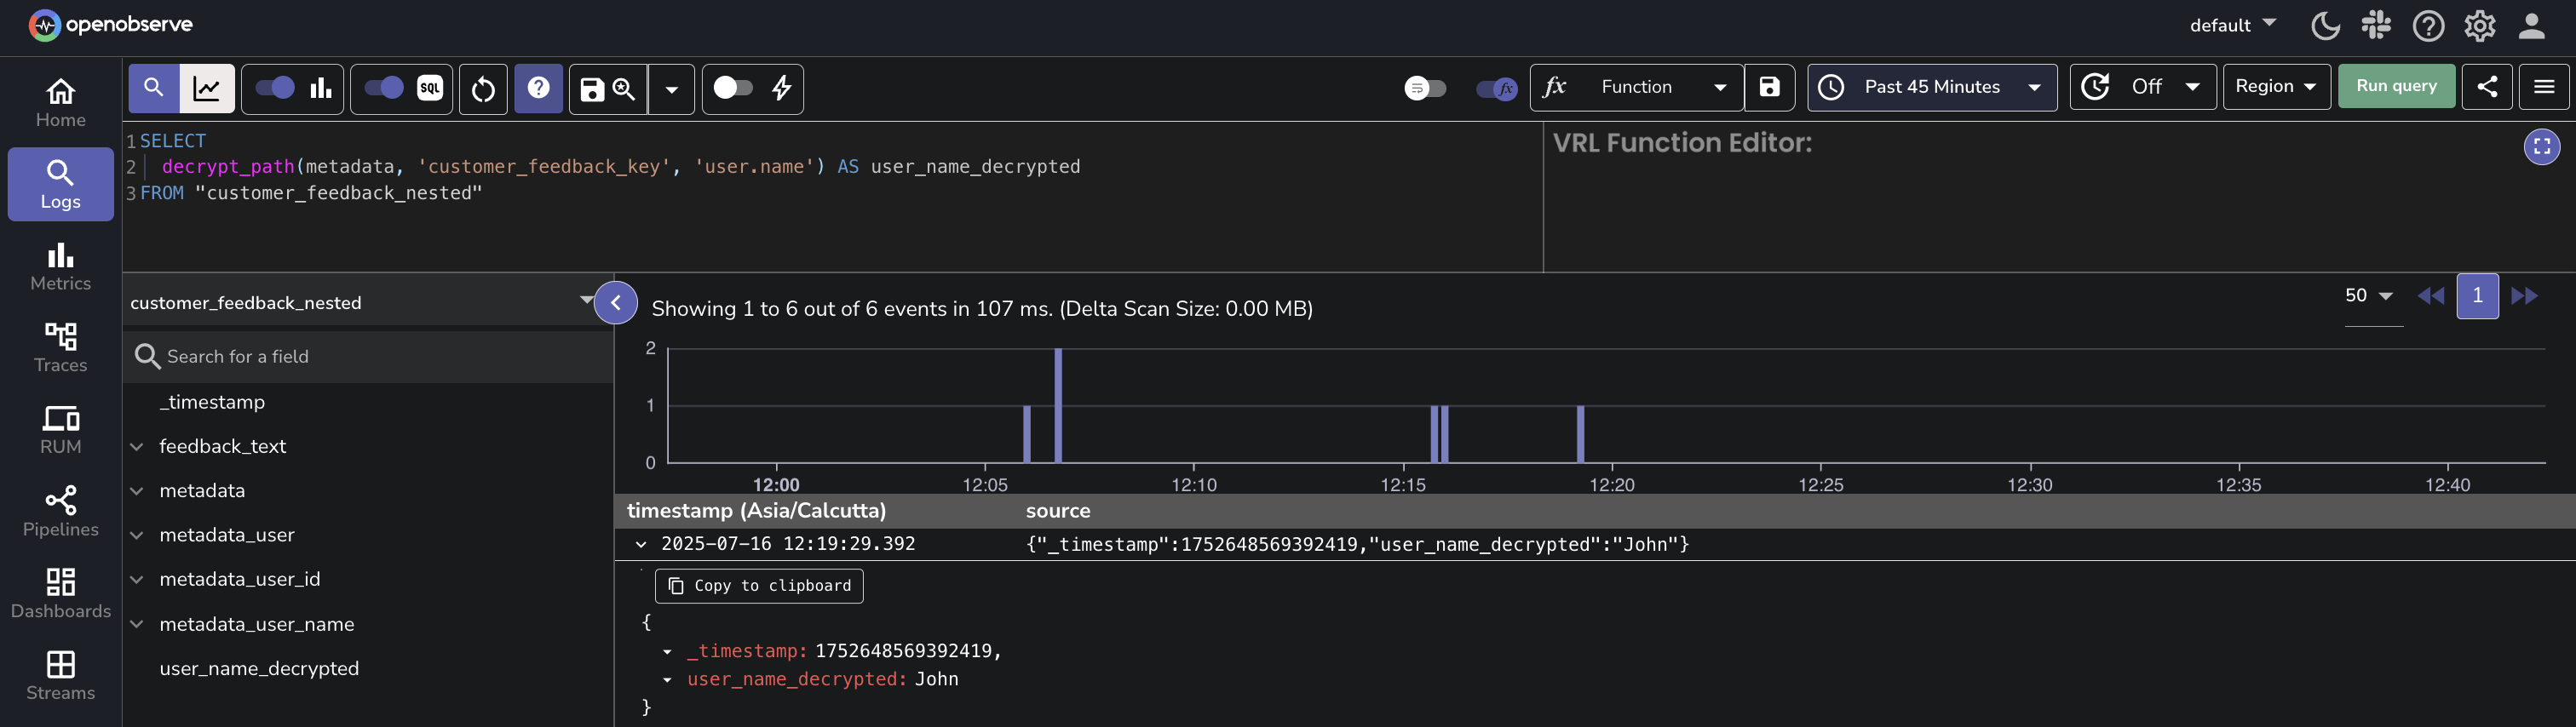 openobserve
default
SQL
fx
fx
Function
Past 45 Minutes
Off
Region
Run query
Home
Logs
Metrics
Traces
RUM
Pipelines
Dashboards
Streams
1 SELECT
2 decrypt_path(metadata, 'customer_feedback_key', 'user.name') AS user_name_decrypted
3 FROM "customer_feedback_nested"
VRL Function Editor:
customer_feedback_nested
Search for a field
_timestamp
feedback_text
metadata
metadata_user
metadata_user_id
metadata_user_name
user_name_decrypted
Showing 1 to 6 out of 6 events in 107 ms. (Delta Scan Size: 0.00 MB)
50
1
2
1
0
12:00 12:05 12:10 12:15 12:20 12:25 12:30 12:35 12:40
timestamp (Asia/Calcutta) source
2025-07-16 12:19:29.392 {"_timestamp":1752648569392419,"user_name_decrypted":"John"}
Copy to clipboard
{
_timestamp: 1752648569392419,
user_name_decrypted: John
}